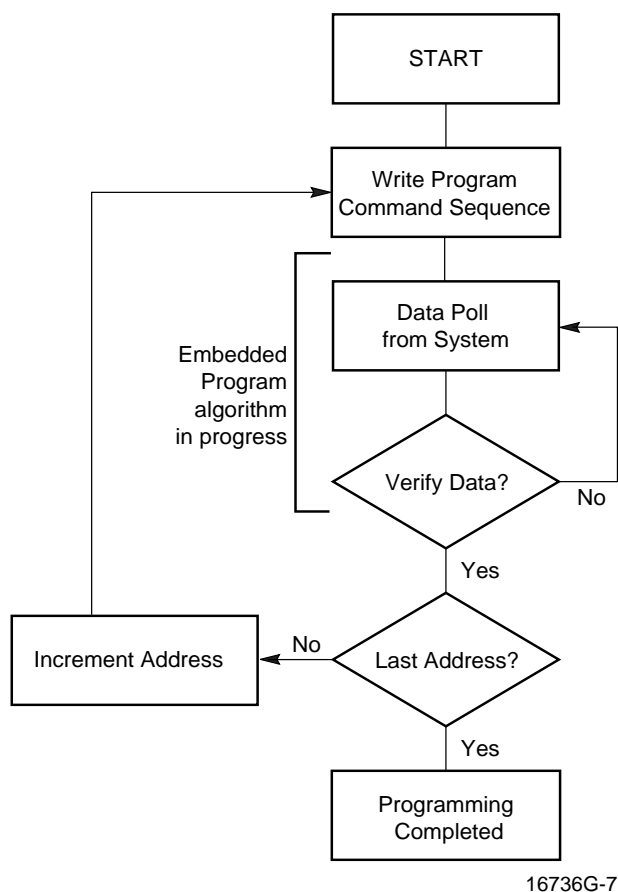 START
Write Program
Command Sequence
Data Poll
from System
Embedded
Program
algorithm
in progress
Verify Data?
No
Yes
Increment Address
No
Last Address?
Yes
Programming
Completed
16736G-7